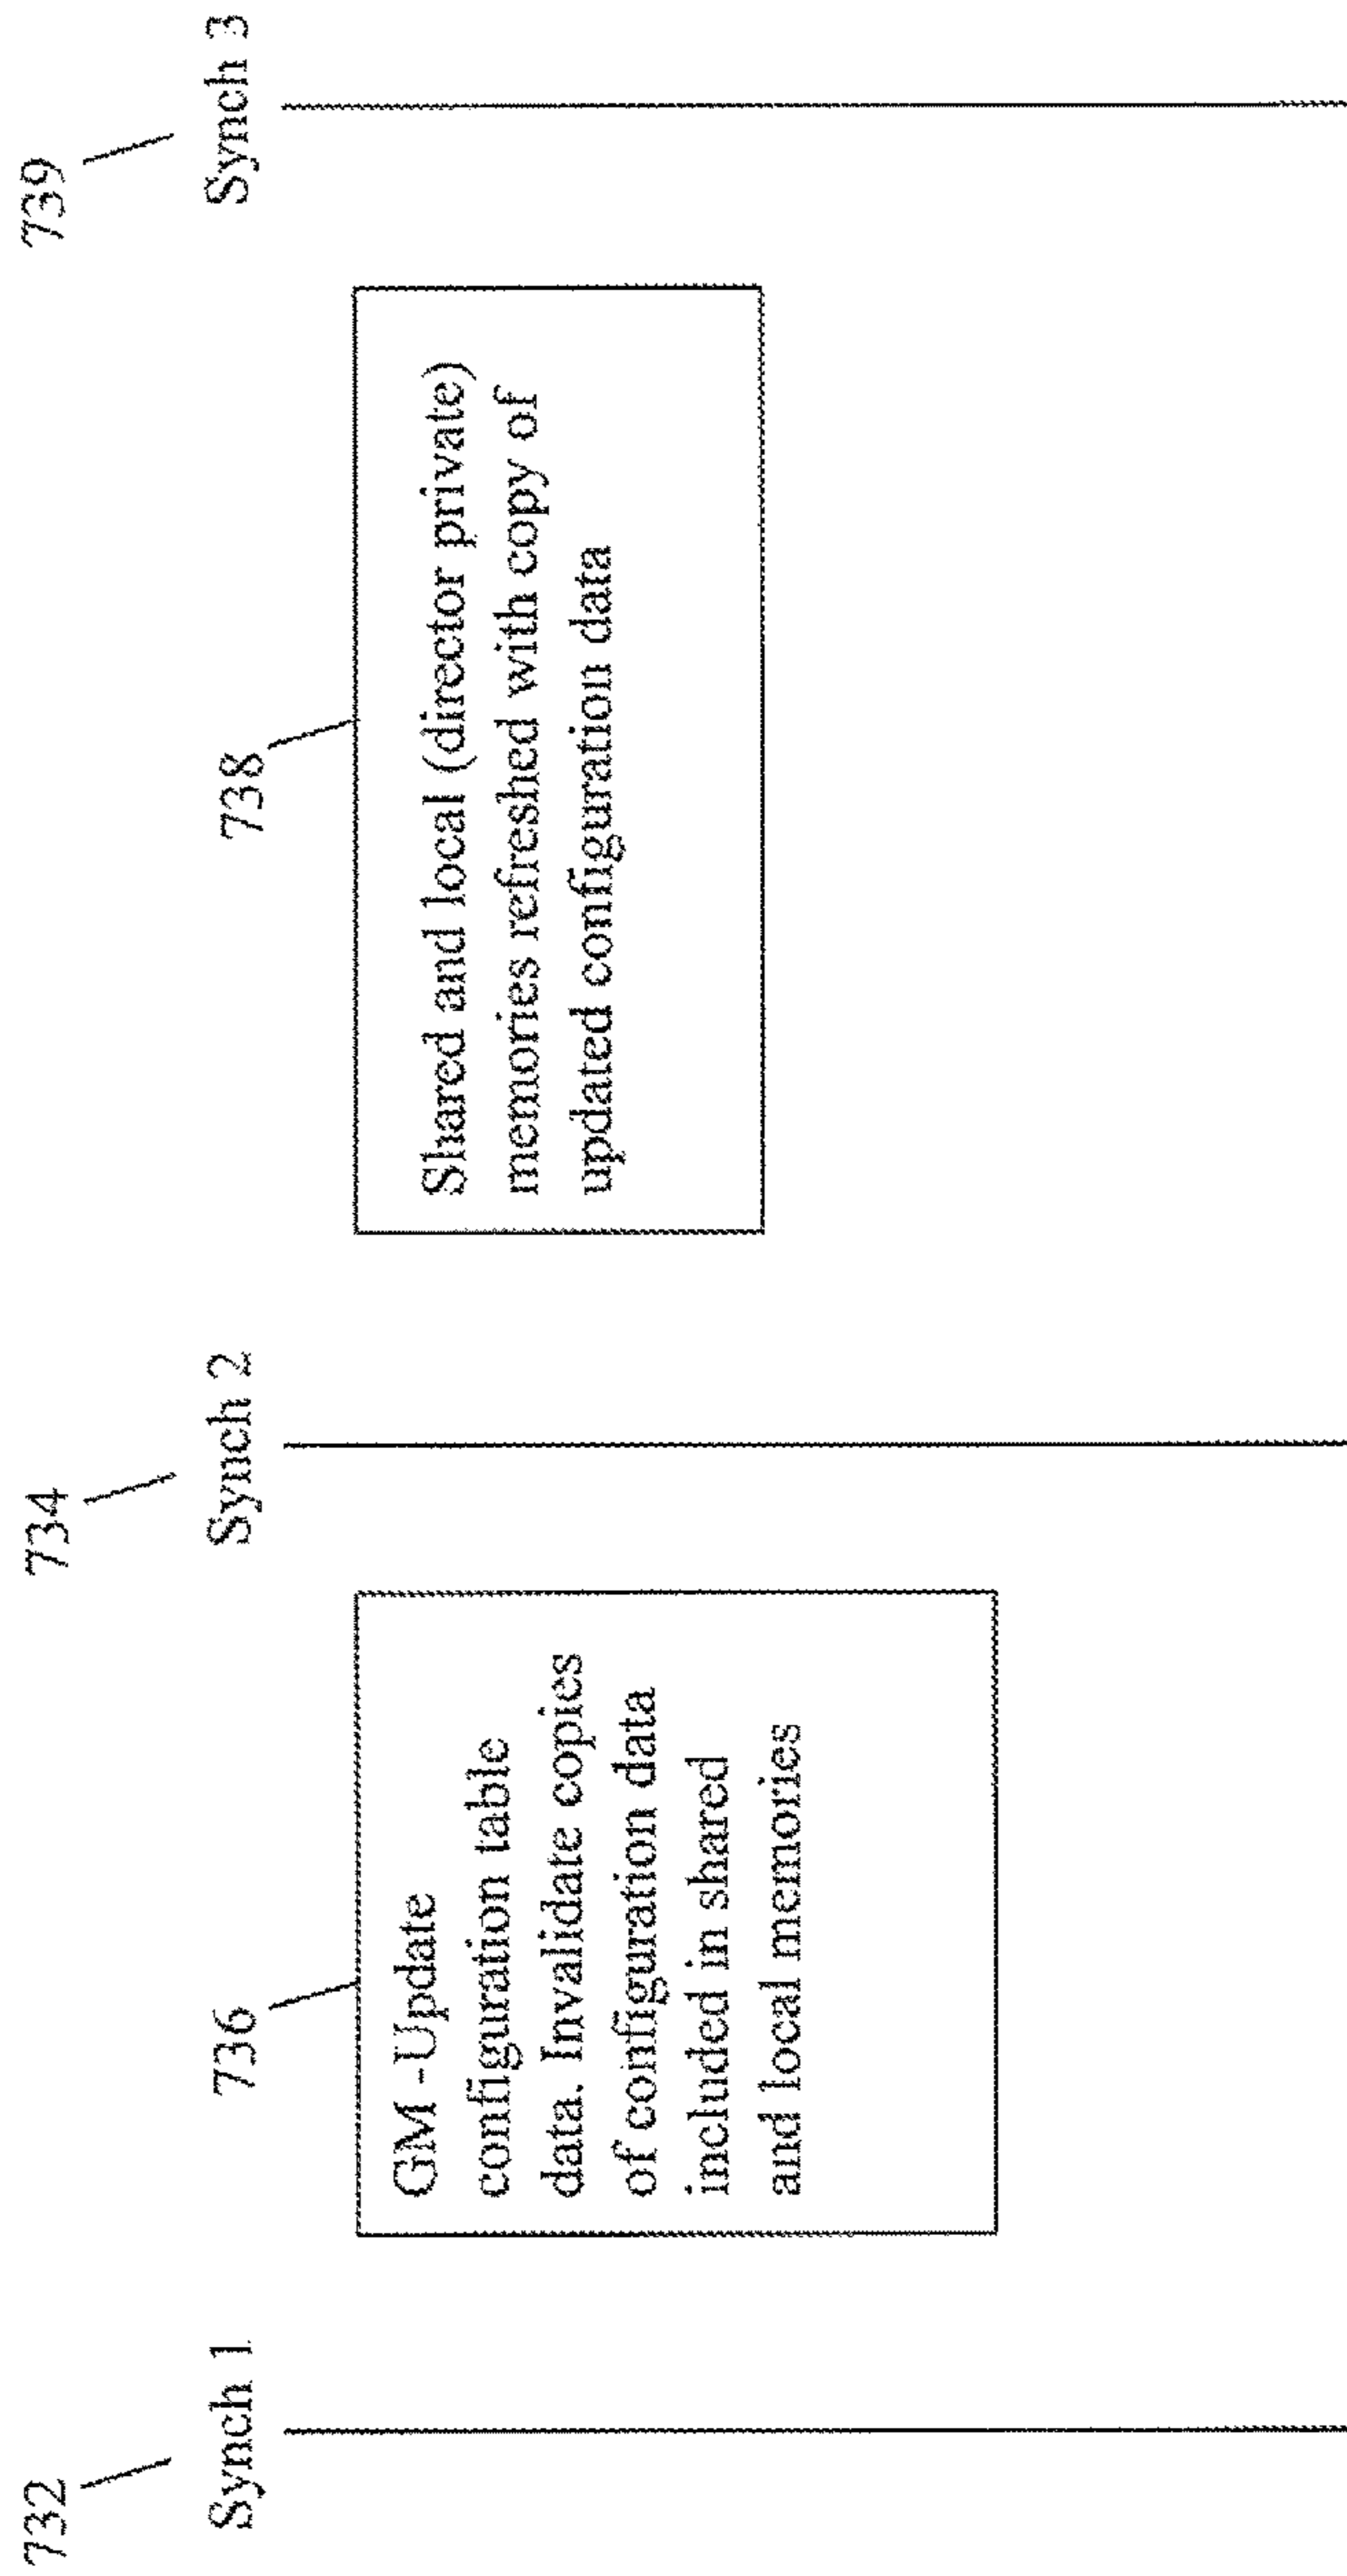 732
Synch 1
734
Synch 2
739
Synch 3
736
GM -Update
configuration table
data. Invalidate copies
of configuration data
included in shared
and local memories
738
Shared and local (director private)
memories refreshed with copy of
updated configuration data